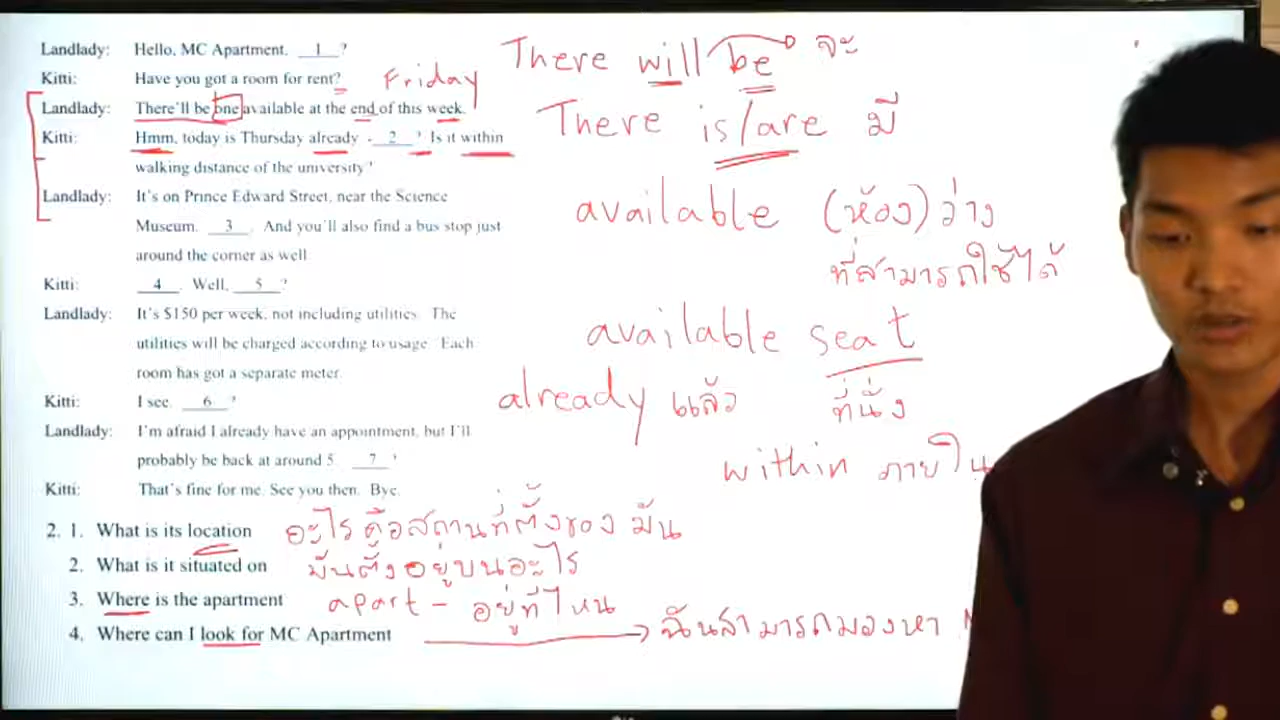 Landlady: Hello, MC Apartment. 1 ?
Kitti: Have you got a room for rent?
Landlady: There'll be one available at the end of this week.
Kitti: Hmm, today is Thursday already - 2 ? Is it within
walking distance of the university?
Landlady: It's on Prince Edward Street, near the Science
Museum. 3 . And you'll also find a bus stop just
around the corner as well
Kitti: 4 . Well, 5 ?
Landlady: It's $150 per week, not including utilities. The
utilities will be charged according to usage. Each
room has got a separate meter.
Kitti: I see. 6 ?
Landlady: I'm afraid I already have an appointment, but I'll
probably be back at around 5. 7 ?
Kitti: That's fine for me. See you then. Bye.
2. 1. What is its location อะไรคือสถานที่ตั้งของ มัน
2. What is it situated on มันตั้งอยู่บนอะไร
3. Where is the apartment apart - อยู่ที่ไหน
4. Where can I look for MC Apartment ฉันสามารถมองหา
Friday
There will be จะ
There is/are มี
available (ห้อง) ว่าง
ที่สามารถใช้ได้
available seat
already แล้ว ที่นั่ง
within ภายใน